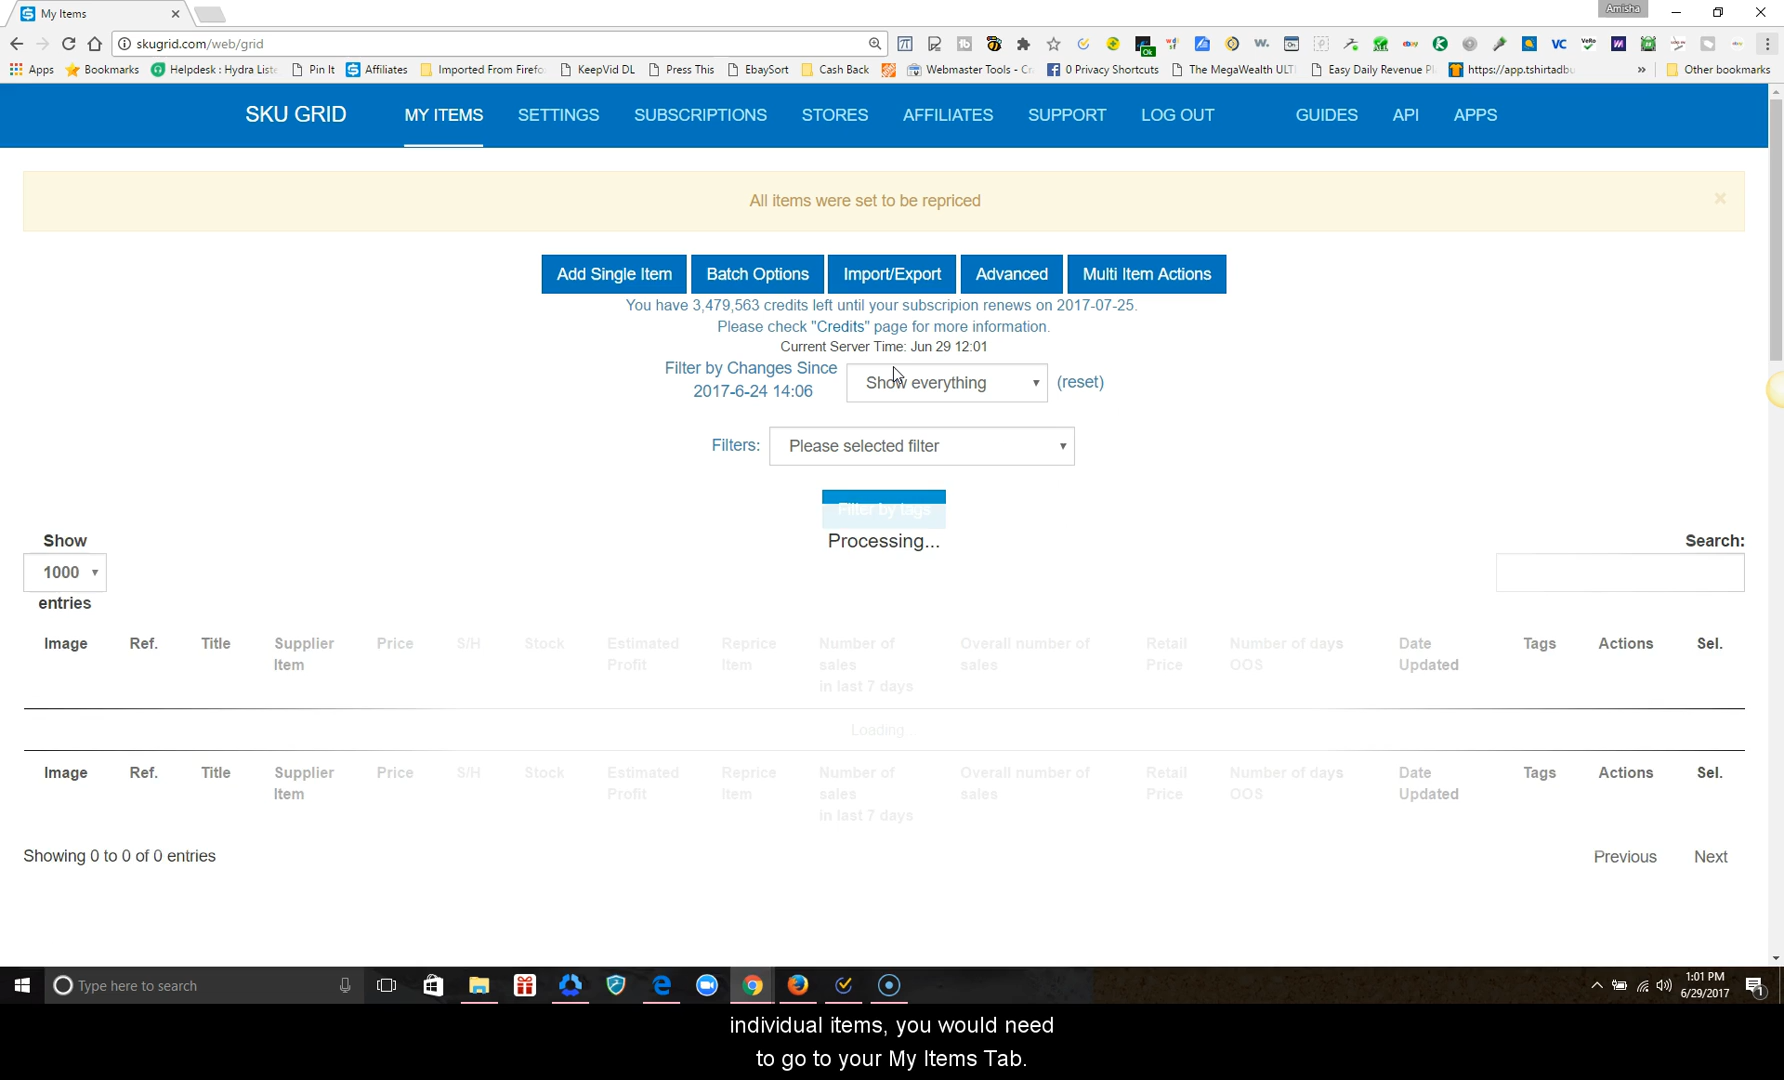 My Items
Amisha
skugrid.com/web/grid
Apps Bookmarks Helpdesk : Hydra Liste Pin It Affiliates Imported From Firefo KeepVid DL Press This EbaySort Cash Back Webmaster Tools - Cr 0 Privacy Shortcuts The MegaWealth ULTI Easy Daily Revenue Pl https://app.tshirtadbu » Other bookmarks
SKU GRID MY ITEMS SETTINGS SUBSCRIPTIONS STORES AFFILIATES SUPPORT LOG OUT GUIDES API APPS
All items were set to be repriced
Add Single Item Batch Options Import/Export Advanced Multi Item Actions
You have 3,479,563 credits left until your subscripion renews on 2017-07-25.
Please check "Credits" page for more information.
Current Server Time: Jun 29 12:01
Filter by Changes Since
2017-6-24 14:06
Show everything (reset)
Filters: Please selected filter
Filter by tags
Processing...
Show
1000
entries
Search:
Image Ref. Title Supplier Price S/H Stock Estimated Reprice Number of Overall number of Retail Number of days Date Tags Actions Sel.
Item Profit Item sales sales Price OOS Updated
in last 7 days
Loading
Image Ref. Title Supplier Price S/H Stock Estimated Reprice Number of Overall number of Retail Number of days Date Tags Actions Sel.
Item Profit Item sales sales Price OOS Updated
in last 7 days
Showing 0 to 0 of 0 entries
Previous Next
Type here to search
1:01 PM
6/29/2017
individual items, you would need
to go to your My Items Tab.